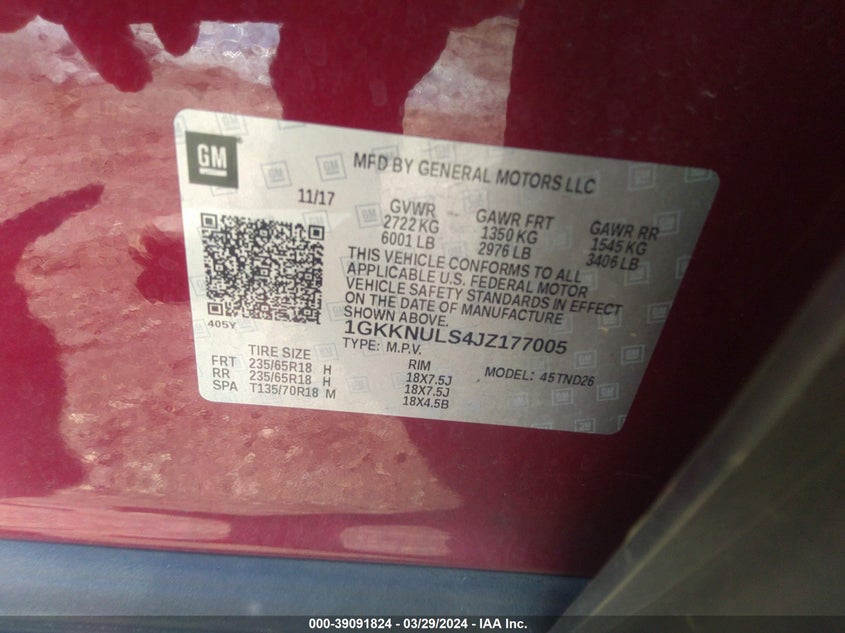 GM
MFD BY GENERAL MOTORS LLC
11/17
GVWR GAWR FRT GAWR RR
2722 KG 1350 KG 1545 KG
6001 LB 2976 LB 3406 LB
THIS VEHICLE CONFORMS TO ALL
APPLICABLE U.S. FEDERAL MOTOR
VEHICLE SAFETY STANDARDS IN EFFECT
ON THE DATE OF MANUFACTURE
SHOWN ABOVE.
405Y
1GKKNULS4JZ177005
TYPE: M.P.V.
TIRE SIZE RIM MODEL: 45TND26
FRT 235/65R18 H 18X7.5J
RR 235/65R18 H 18X7.5J
SPA T135/70R18 M 18X4.5B
000-39091824 - 03/29/2024 - IAA Inc.